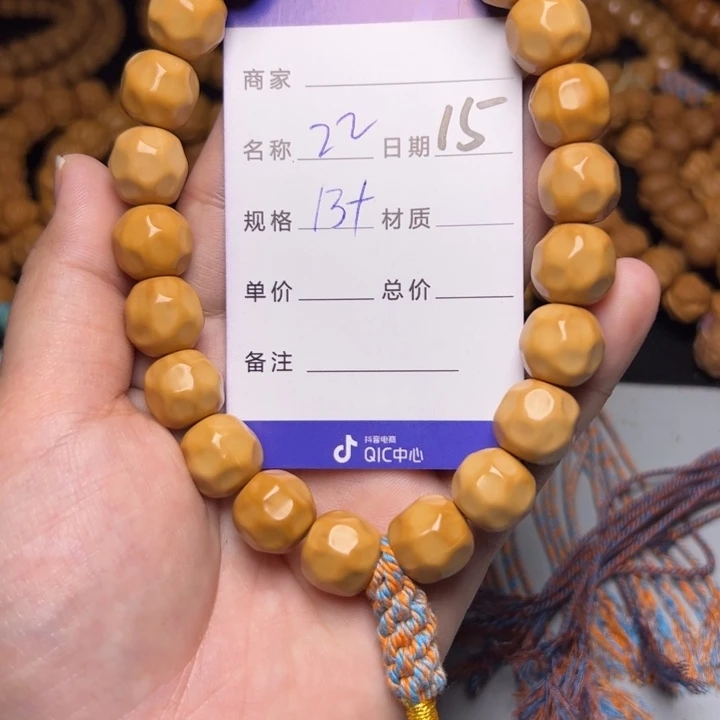 商家
名称 22 日期 15
规格 13+ 材质
单价 总价
备注
抖音电商
QIC中心